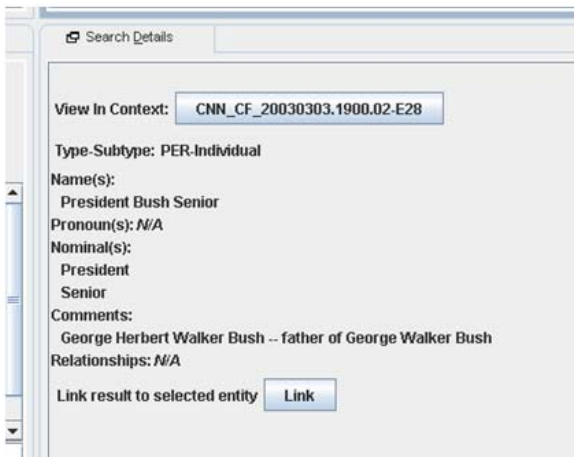 Search Details
View In Context: CNN_CF_20030303.1900.02-E28
Type-Subtype: PER-Individual
Name(s):
President Bush Senior
Pronoun(s): N/A
Nominal(s):
President
Senior
Comments:
George Herbert Walker Bush -- father of George Walker Bush
Relationships: N/A
Link result to selected entity Link